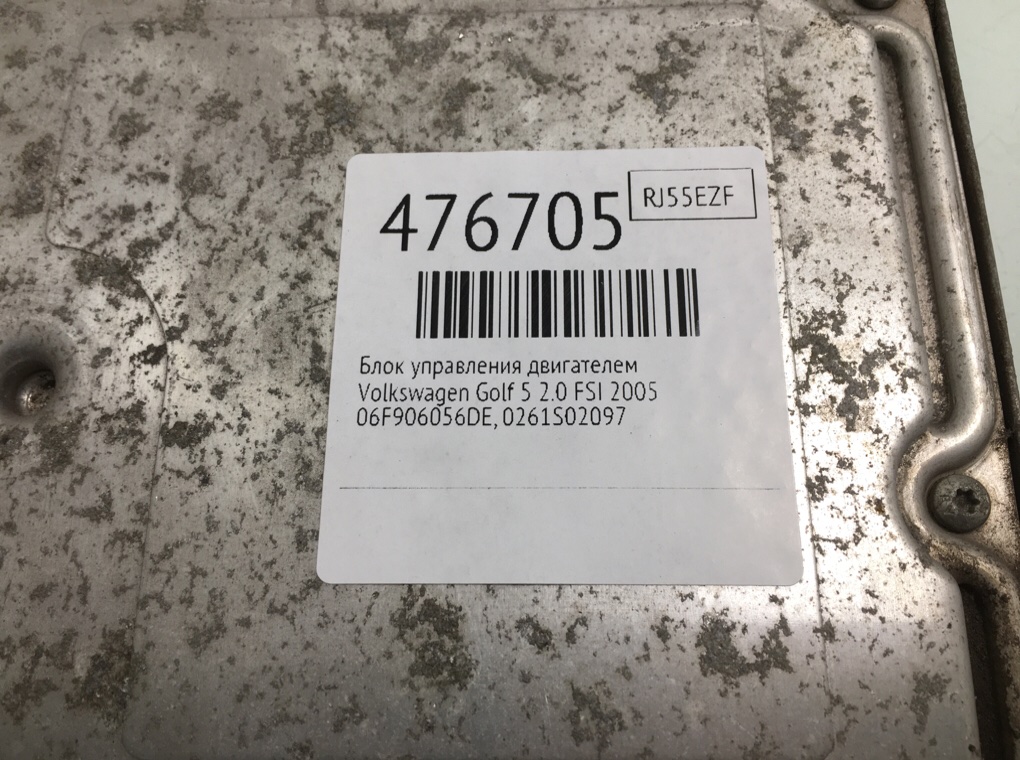 476705
RJ55EZF
Блок управления двигателем
Volkswagen Golf 5 2.0 FSI 2005
06F906056DE, 0261S02097